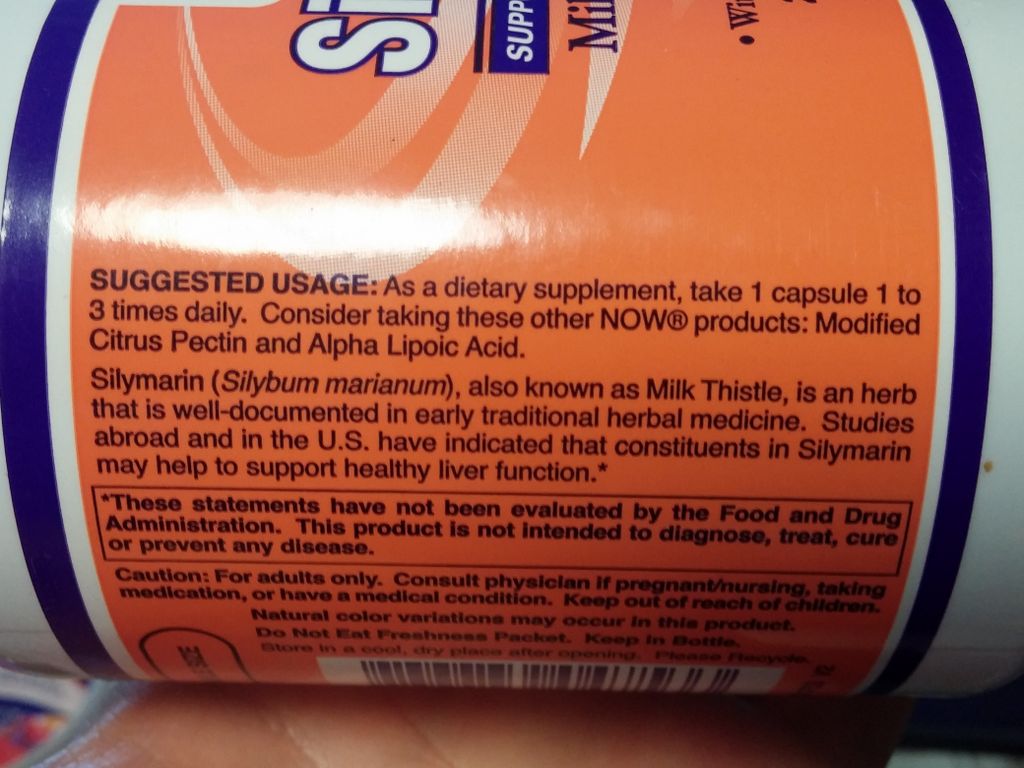 SUPP
Mil
• Wi
SUGGESTED USAGE: As a dietary supplement, take 1 capsule 1 to
3 times daily. Consider taking these other NOW® products: Modified
Citrus Pectin and Alpha Lipoic Acid.
Silymarin (Silybum marianum), also known as Milk Thistle, is an herb
that is well-documented in early traditional herbal medicine. Studies
abroad and in the U.S. have indicated that constituents in Silymarin
may help to support healthy liver function.*
*These statements have not been evaluated by the Food and Drug
Administration. This product is not intended to diagnose, treat, cure
or prevent any disease.
Caution: For adults only. Consult physician if pregnant/nursing, taking
medication, or have a medical condition. Keep out of reach of children.
Natural color variations may occur in this product.
Do Not Eat Freshness Packet. Keep in Bottle.
Store in a cool, dry place after opening. Please Recycle.